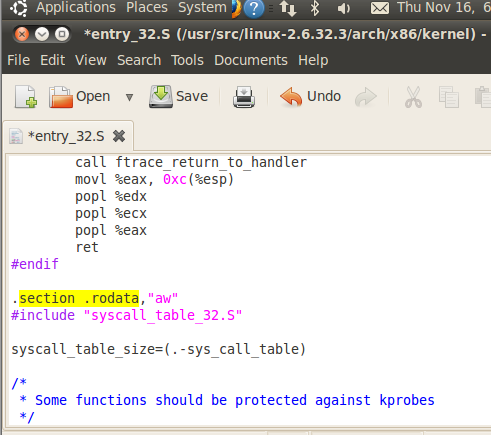 Applications Places System Thu Nov 16, 6
*entry_32.S (/usr/src/linux-2.6.32.3/arch/x86/kernel) -
File Edit View Search Tools Documents Help
Open Save Undo
*entry_32.S
call ftrace_return_to_handler
movl %eax, 0xc(%esp)
popl %edx
popl %ecx
popl %eax
ret
#endif
.section .rodata,"aw"
#include "syscall_table_32.S"
syscall_table_size=(.-sys_call_table)
/*
* Some functions should be protected against kprobes
*/